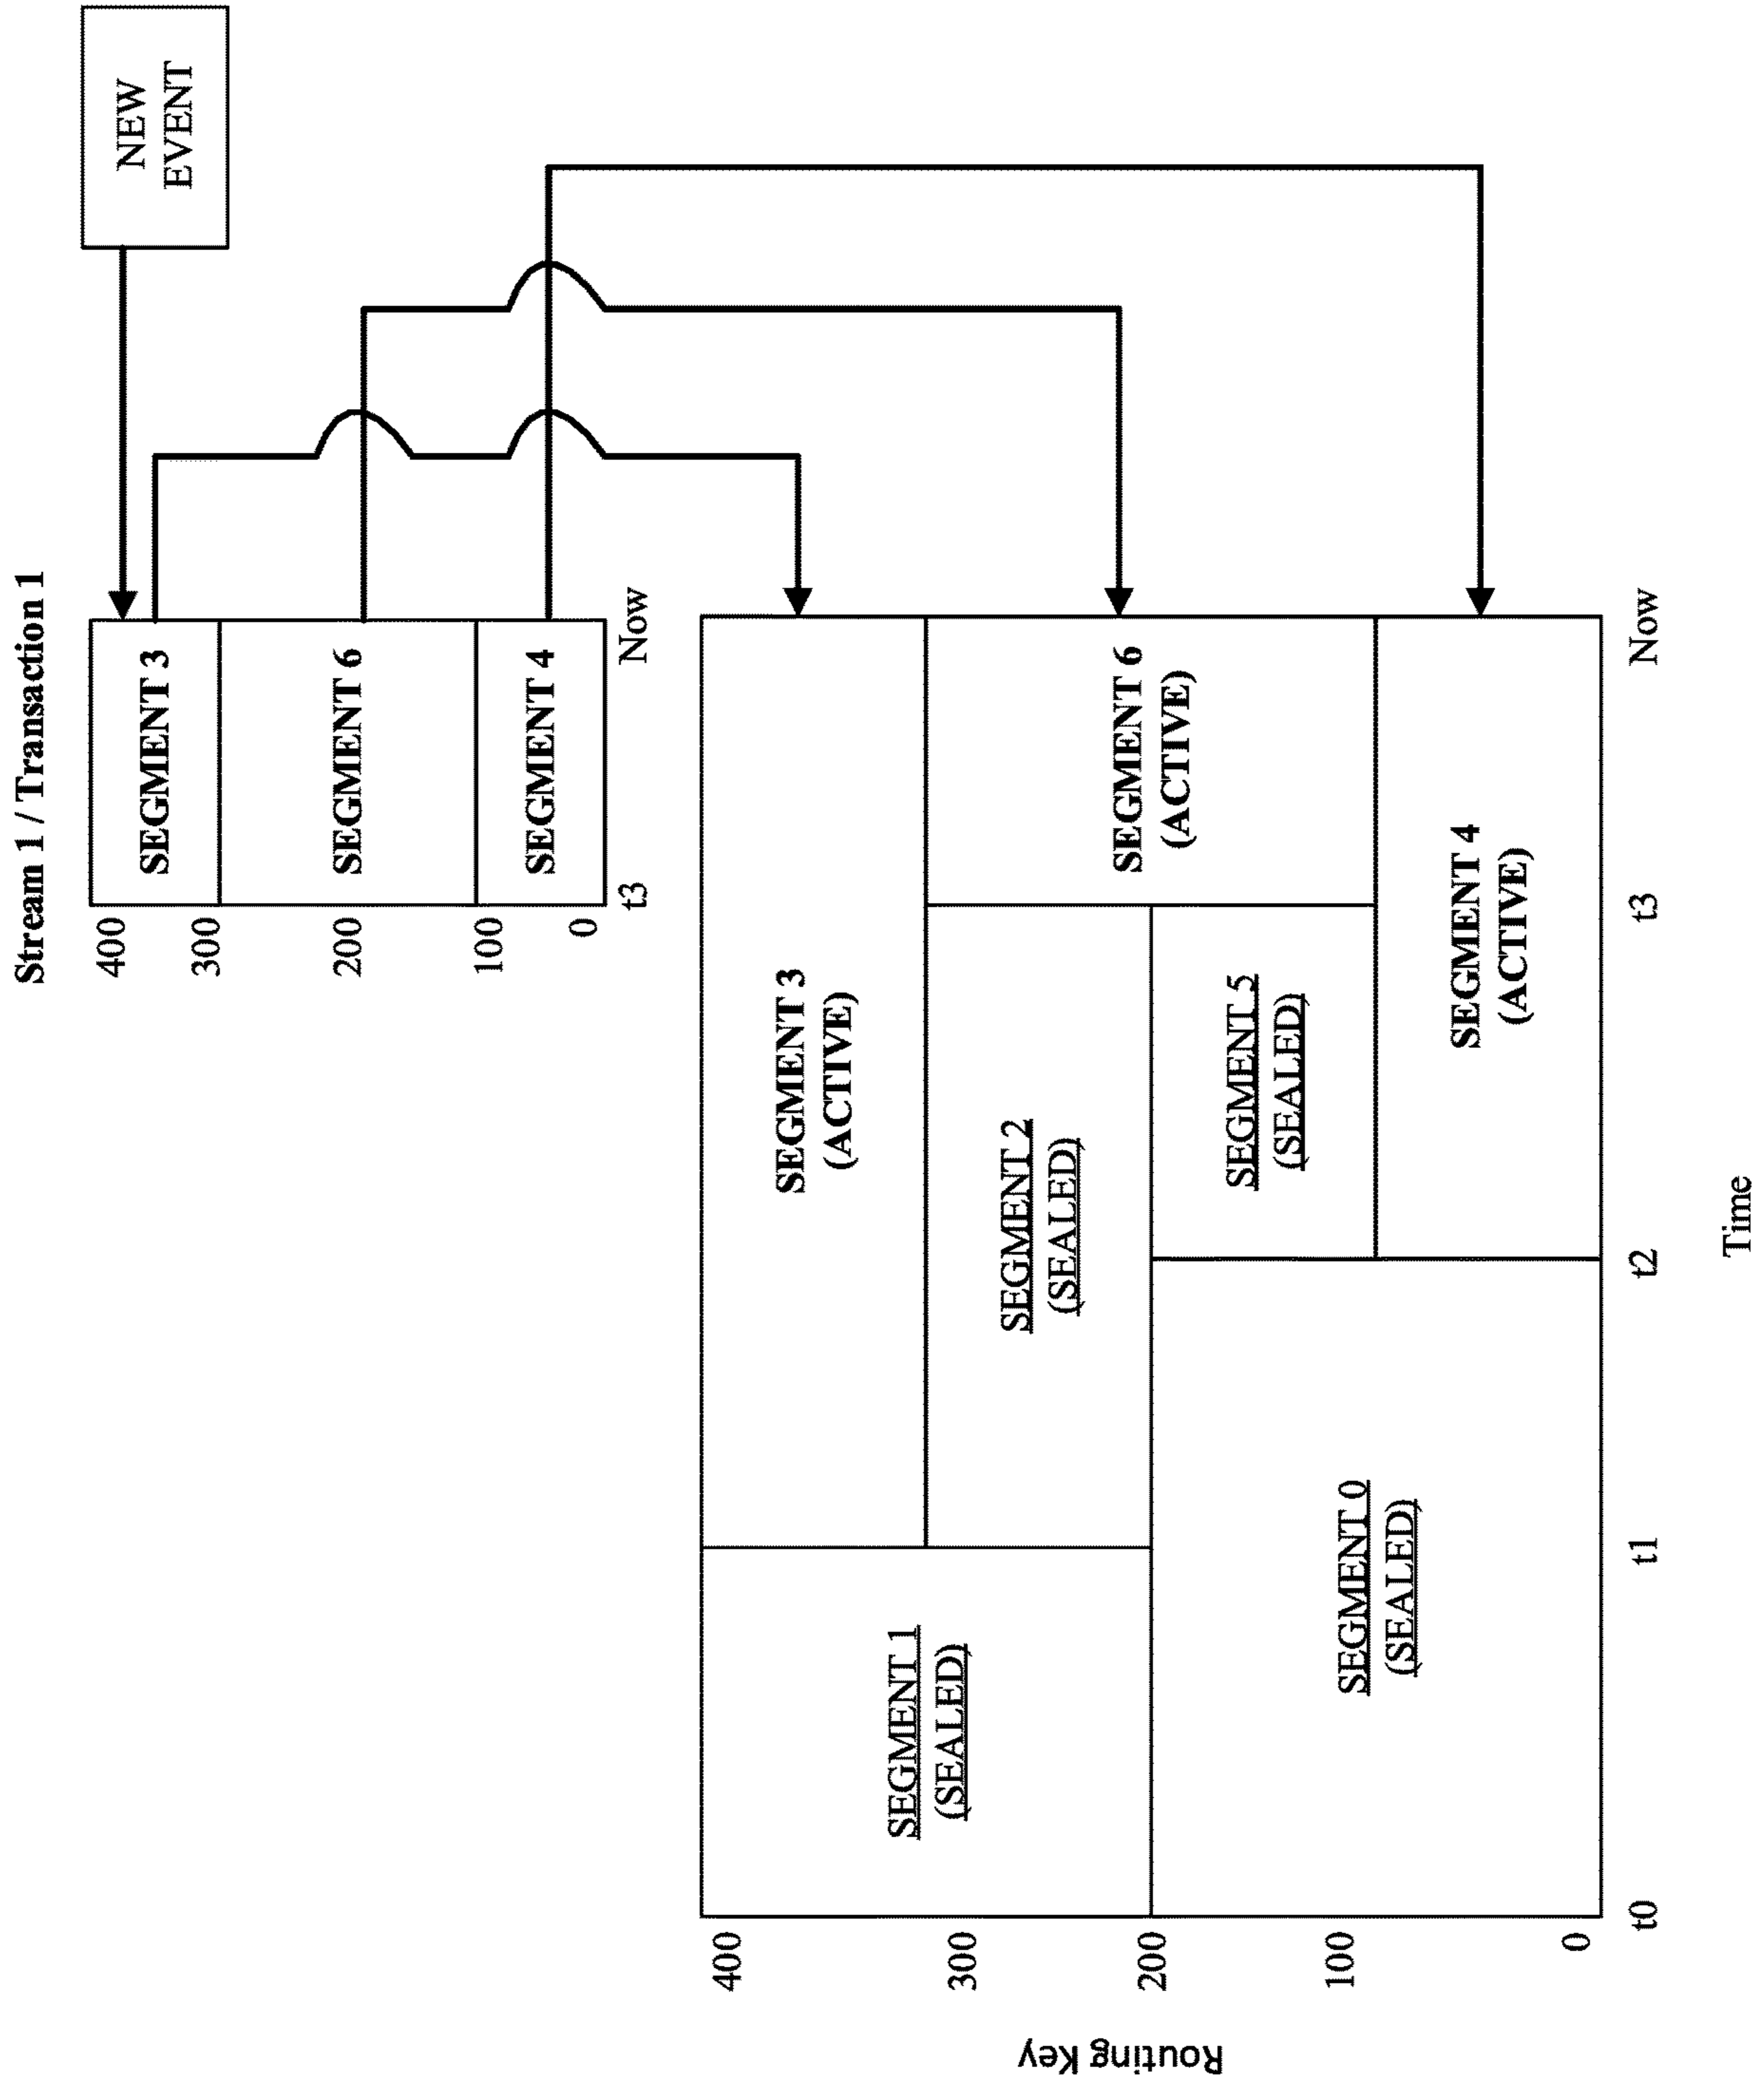 Stream 1 / Transaction 1
400
300
200
100
0
SEGMENT 3
SEGMENT 6
SEGMENT 4
t3
Now
NEW
EVENT
Routing Key
400
300
200
100
0
SEGMENT 1
(SEALED)
SEGMENT 3
(ACTIVE)
SEGMENT 2
(SEALED)
SEGMENT 6
(ACTIVE)
SEGMENT 5
(SEALED)
SEGMENT 0
(SEALED)
SEGMENT 4
(ACTIVE)
t0
t1
t2
t3
Now
Time